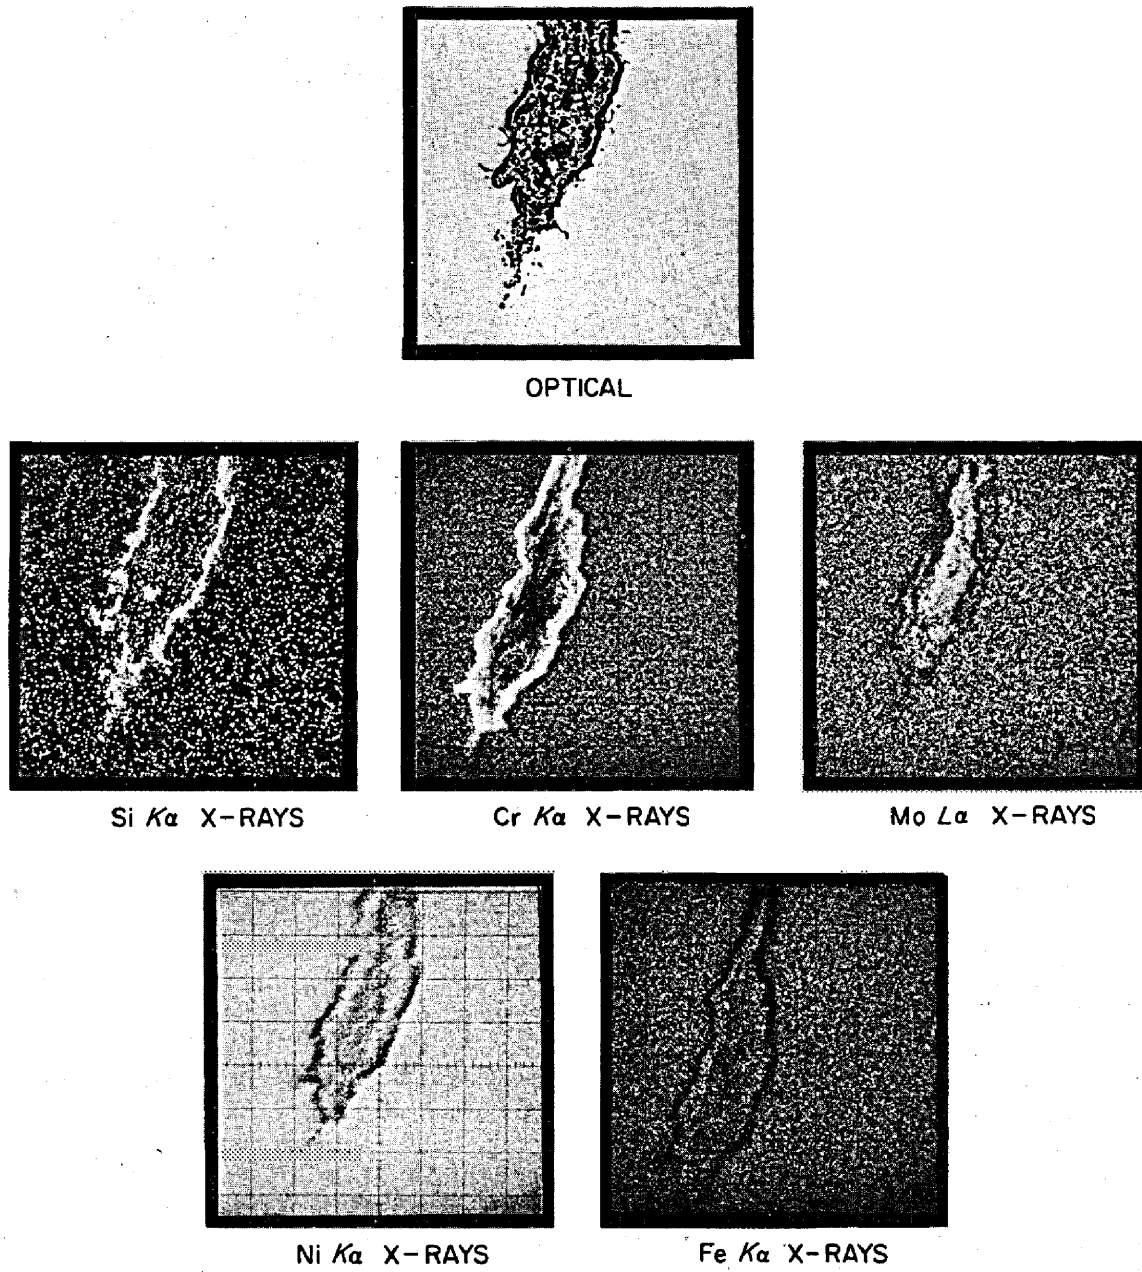 OPTICAL
Si Kα X-RAYS
Cr Kα X-RAYS
Mo Lα X-RAYS
Ni Kα X-RAYS
Fe Kα X-RAYS